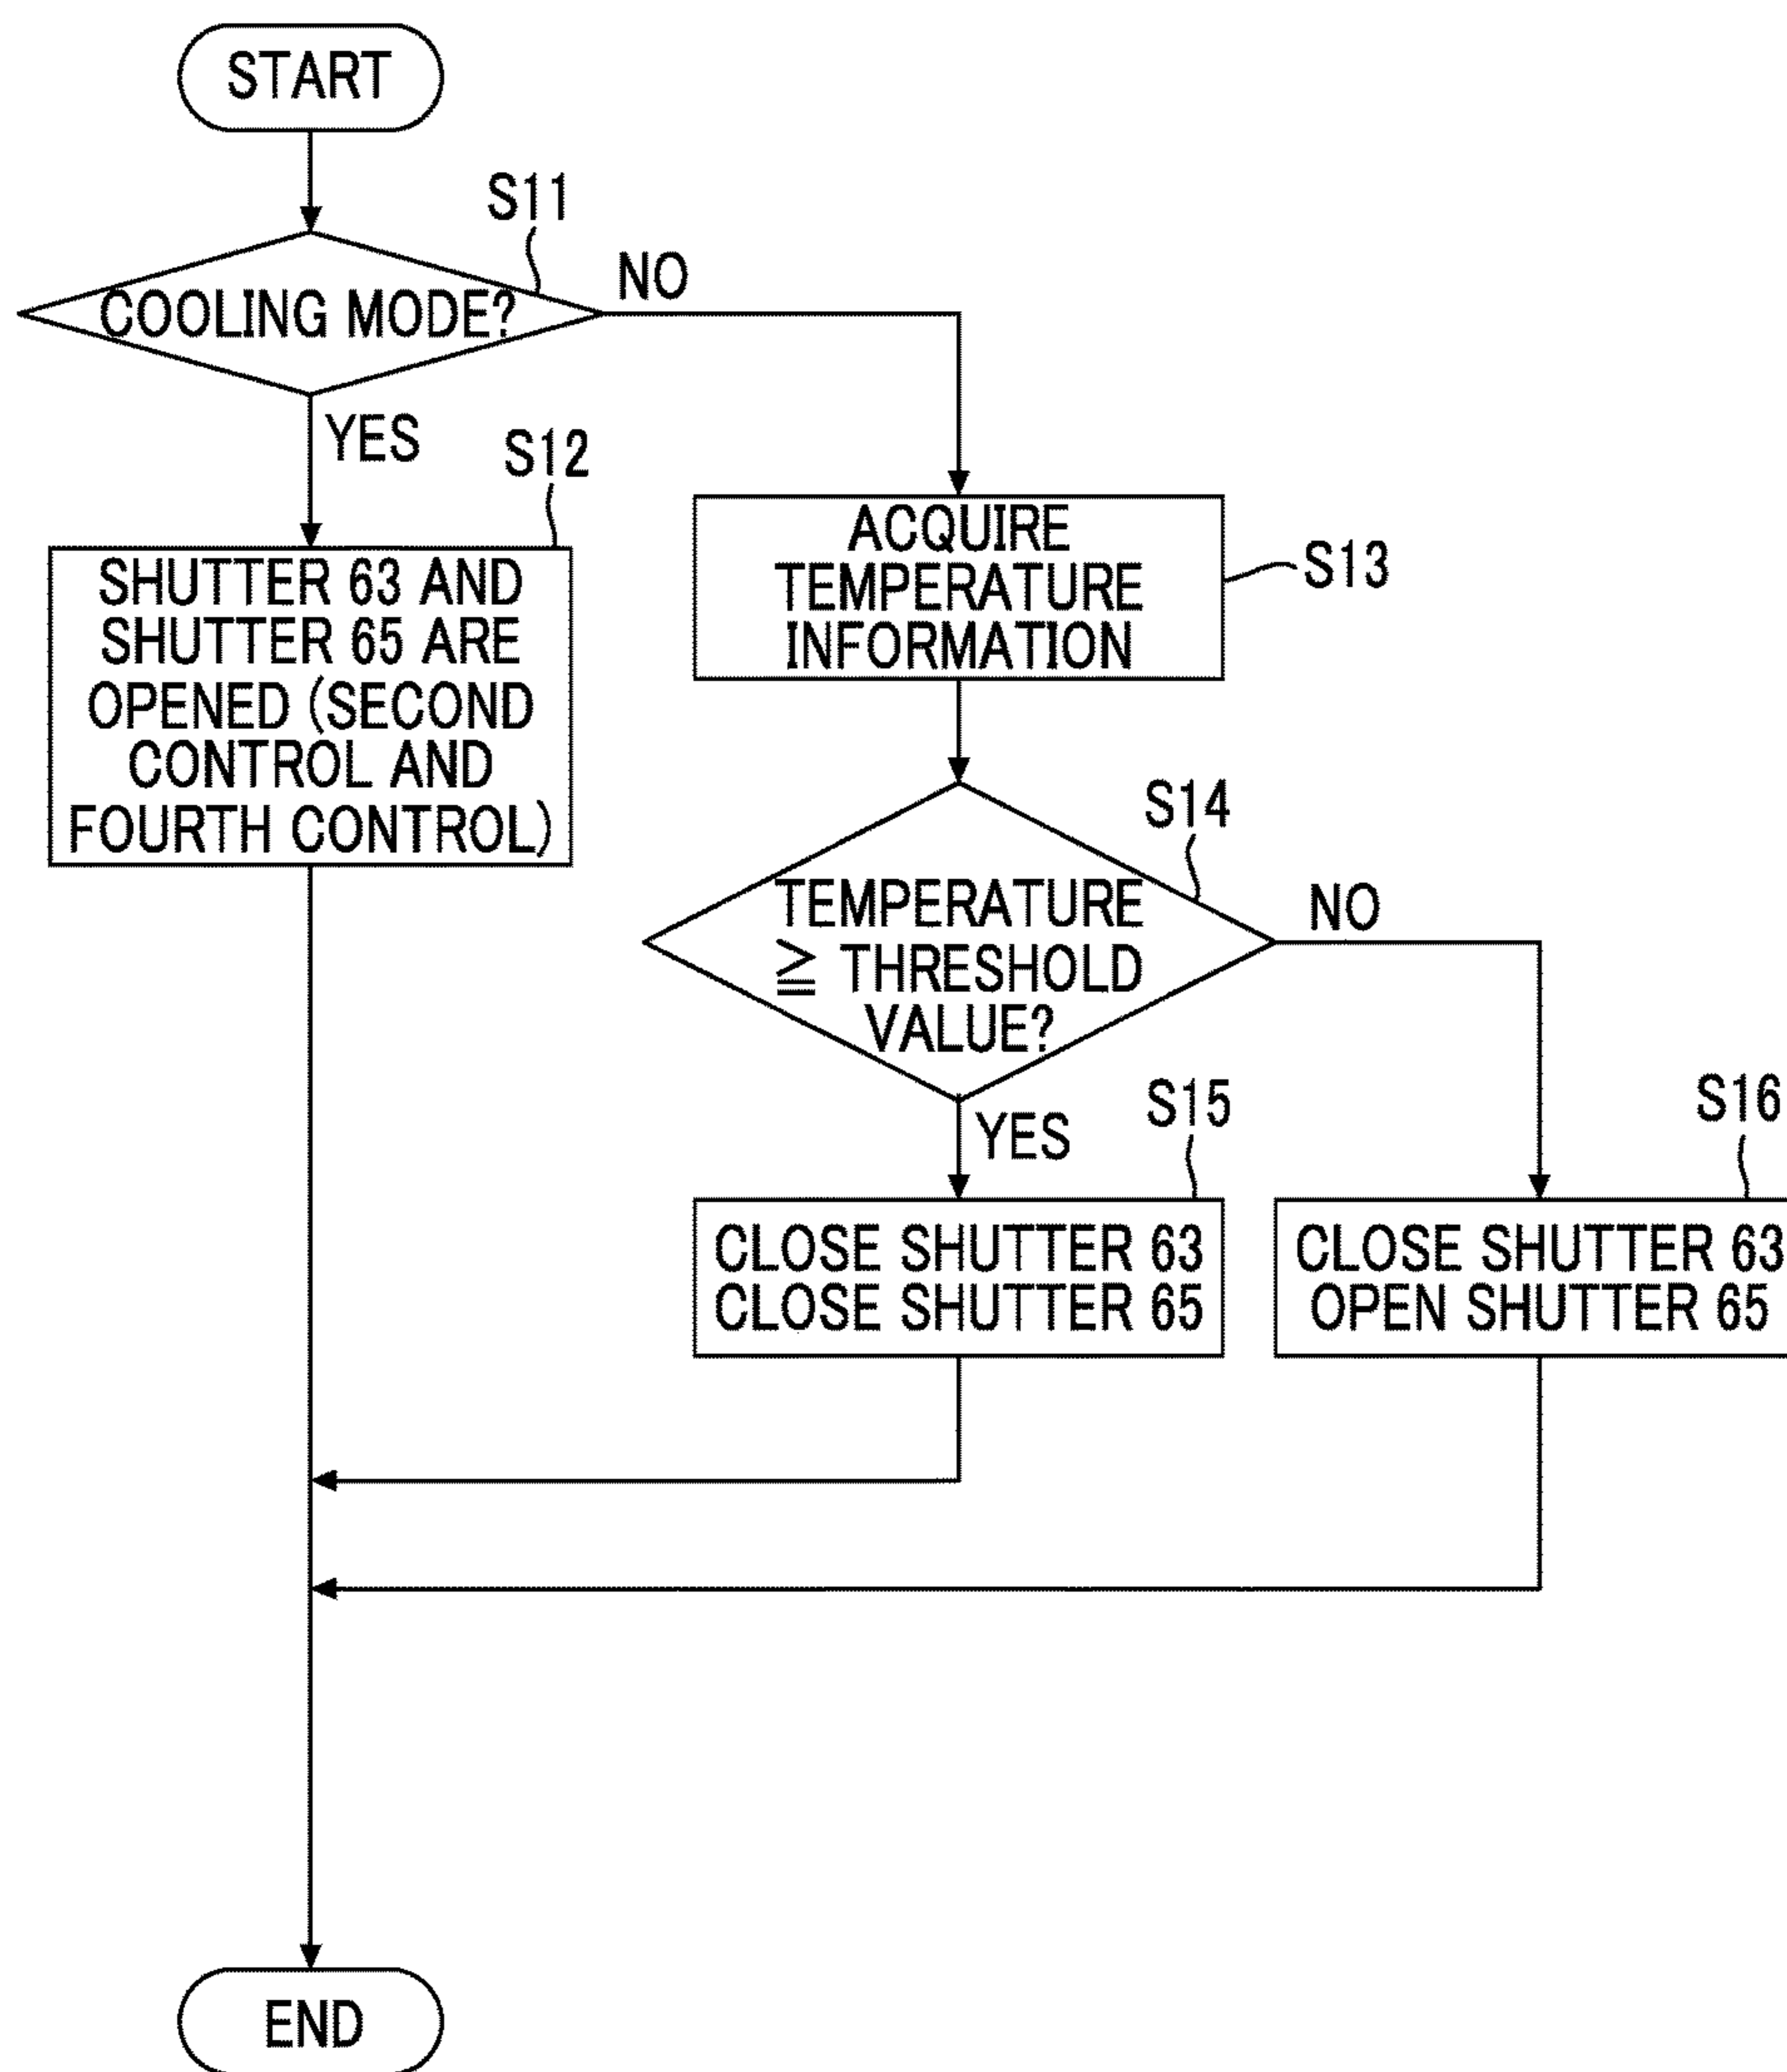 START
S11
COOLING MODE?
NO
YES
S12
SHUTTER 63 AND
SHUTTER 65 ARE
OPENED (SECOND
CONTROL AND
FOURTH CONTROL)
ACQUIRE
TEMPERATURE
INFORMATION
S13
S14
TEMPERATURE
≧ THRESHOLD
VALUE?
NO
YES
S15
CLOSE SHUTTER 63
CLOSE SHUTTER 65
S16
CLOSE SHUTTER 63
OPEN SHUTTER 65
END